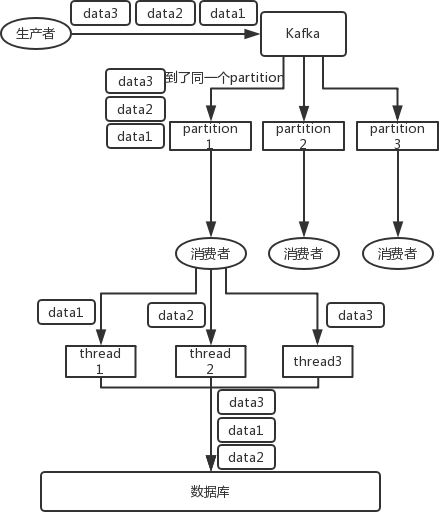 data3 data2 data1
生产者
Kafka
data3
到了同一个partition
data2
data1
partition
1
partition
2
partition
3
消费者
消费者
消费者
data1
data2
data3
thread
1
thread
2
thread3
data3
data1
data2
数据库